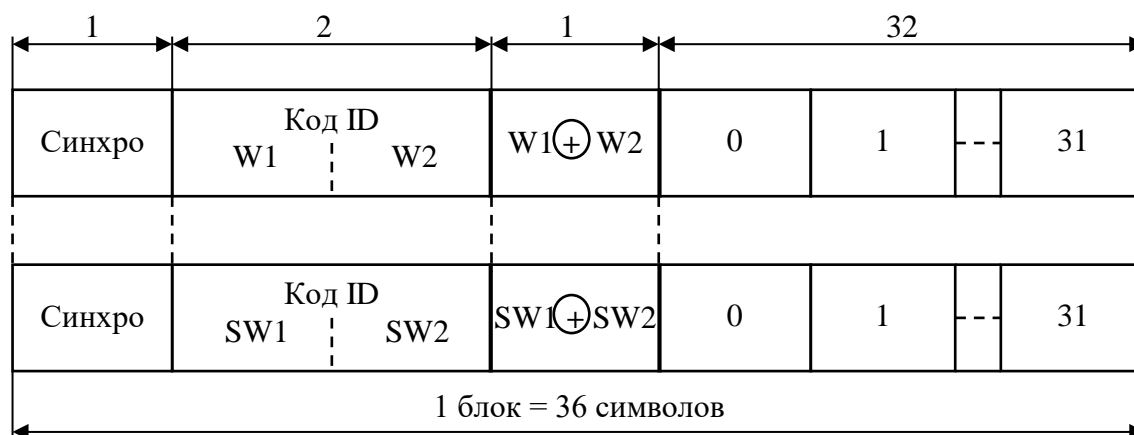 1 2 1 32
Синхро Код ID W1 W2 W1 + W2 0 1 31
Синхро Код ID SW1 SW2 SW1 + SW2 0 1 31
1 блок = 36 символов